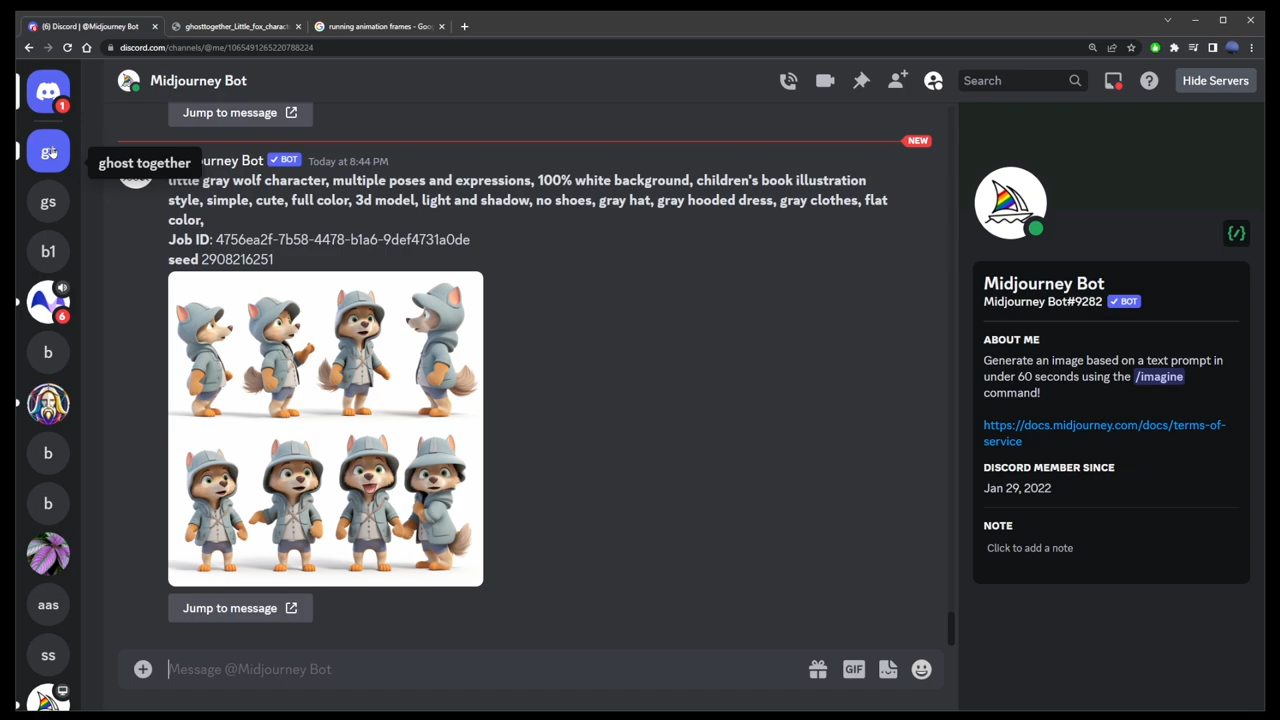 (6) Discord | @Midjourney Bot
ghosttogether_Little_fox_charact
running animation frames - Goo
discord.com/channels/@me/1065491265220788224
Midjourney Bot
Search
Hide Servers
1
gt
ghost together
gs
b1
6
b
b
b
aas
ss
Jump to message
NEW
urney Bot BOT Today at 8:44 PM
little gray wolf character, multiple poses and expressions, 100% white background, children's book illustration
style, simple, cute, full color, 3d model, light and shadow, no shoes, gray hat, gray hooded dress, gray clothes, flat
color,
Job ID: 4756ea2f-7b58-4478-b1a6-9def4731a0de
seed 2908216251
Jump to message
Message @Midjourney Bot
GIF
Midjourney Bot
Midjourney Bot#9282 BOT
ABOUT ME
Generate an image based on a text prompt in
under 60 seconds using the /imagine
command!
https://docs.midjourney.com/docs/terms-of-
service
DISCORD MEMBER SINCE
Jan 29, 2022
NOTE
Click to add a note